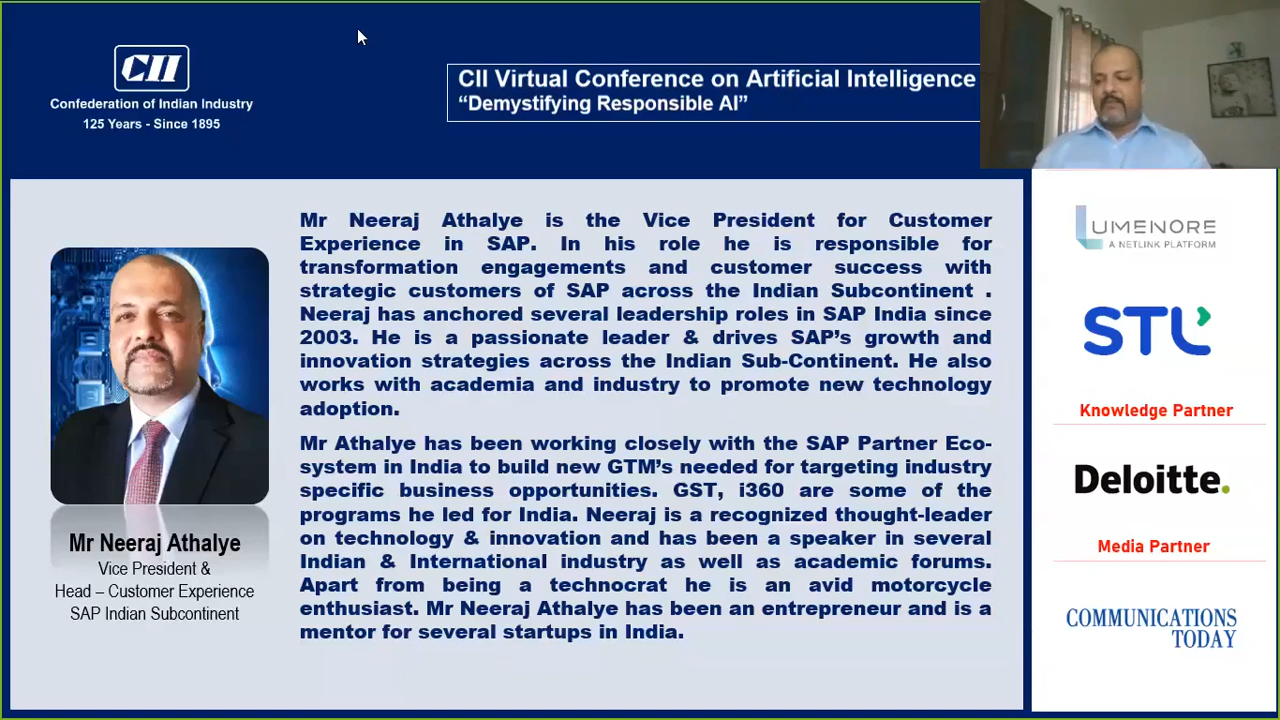 CII
Confederation of Indian Industry
125 Years - Since 1895
CII Virtual Conference on Artificial Intelligence
“Demystifying Responsible AI”
Mr Neeraj Athalye is the Vice President for Customer
Experience in SAP. In his role he is responsible for
transformation engagements and customer success with
strategic customers of SAP across the Indian Subcontinent .
Neeraj has anchored several leadership roles in SAP India since
2003. He is a passionate leader & drives SAP’s growth and
innovation strategies across the Indian Sub-Continent. He also
works with academia and industry to promote new technology
adoption.
Mr Athalye has been working closely with the SAP Partner Eco-
system in India to build new GTM’s needed for targeting industry
specific business opportunities. GST, i360 are some of the
programs he led for India. Neeraj is a recognized thought-leader
on technology & innovation and has been a speaker in several
Indian & International industry as well as academic forums.
Apart from being a technocrat he is an avid motorcycle
enthusiast. Mr Neeraj Athalye has been an entrepreneur and is a
mentor for several startups in India.
Mr Neeraj Athalye
Vice President &
Head – Customer Experience
SAP Indian Subcontinent
LUMENORE
A NETLINK PLATFORM
STL
Knowledge Partner
Deloitte.
Media Partner
COMMUNICATIONS
TODAY